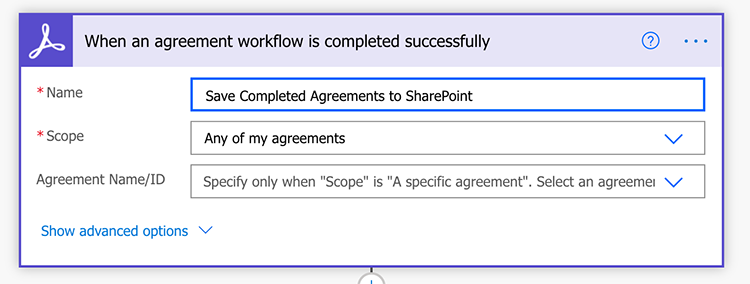 When an agreement workflow is completed successfully
* Name
Save Completed Agreements to SharePoint
* Scope
Any of my agreements
Agreement Name/ID
Specify only when "Scope" is "A specific agreement". Select an agreemer
Show advanced options